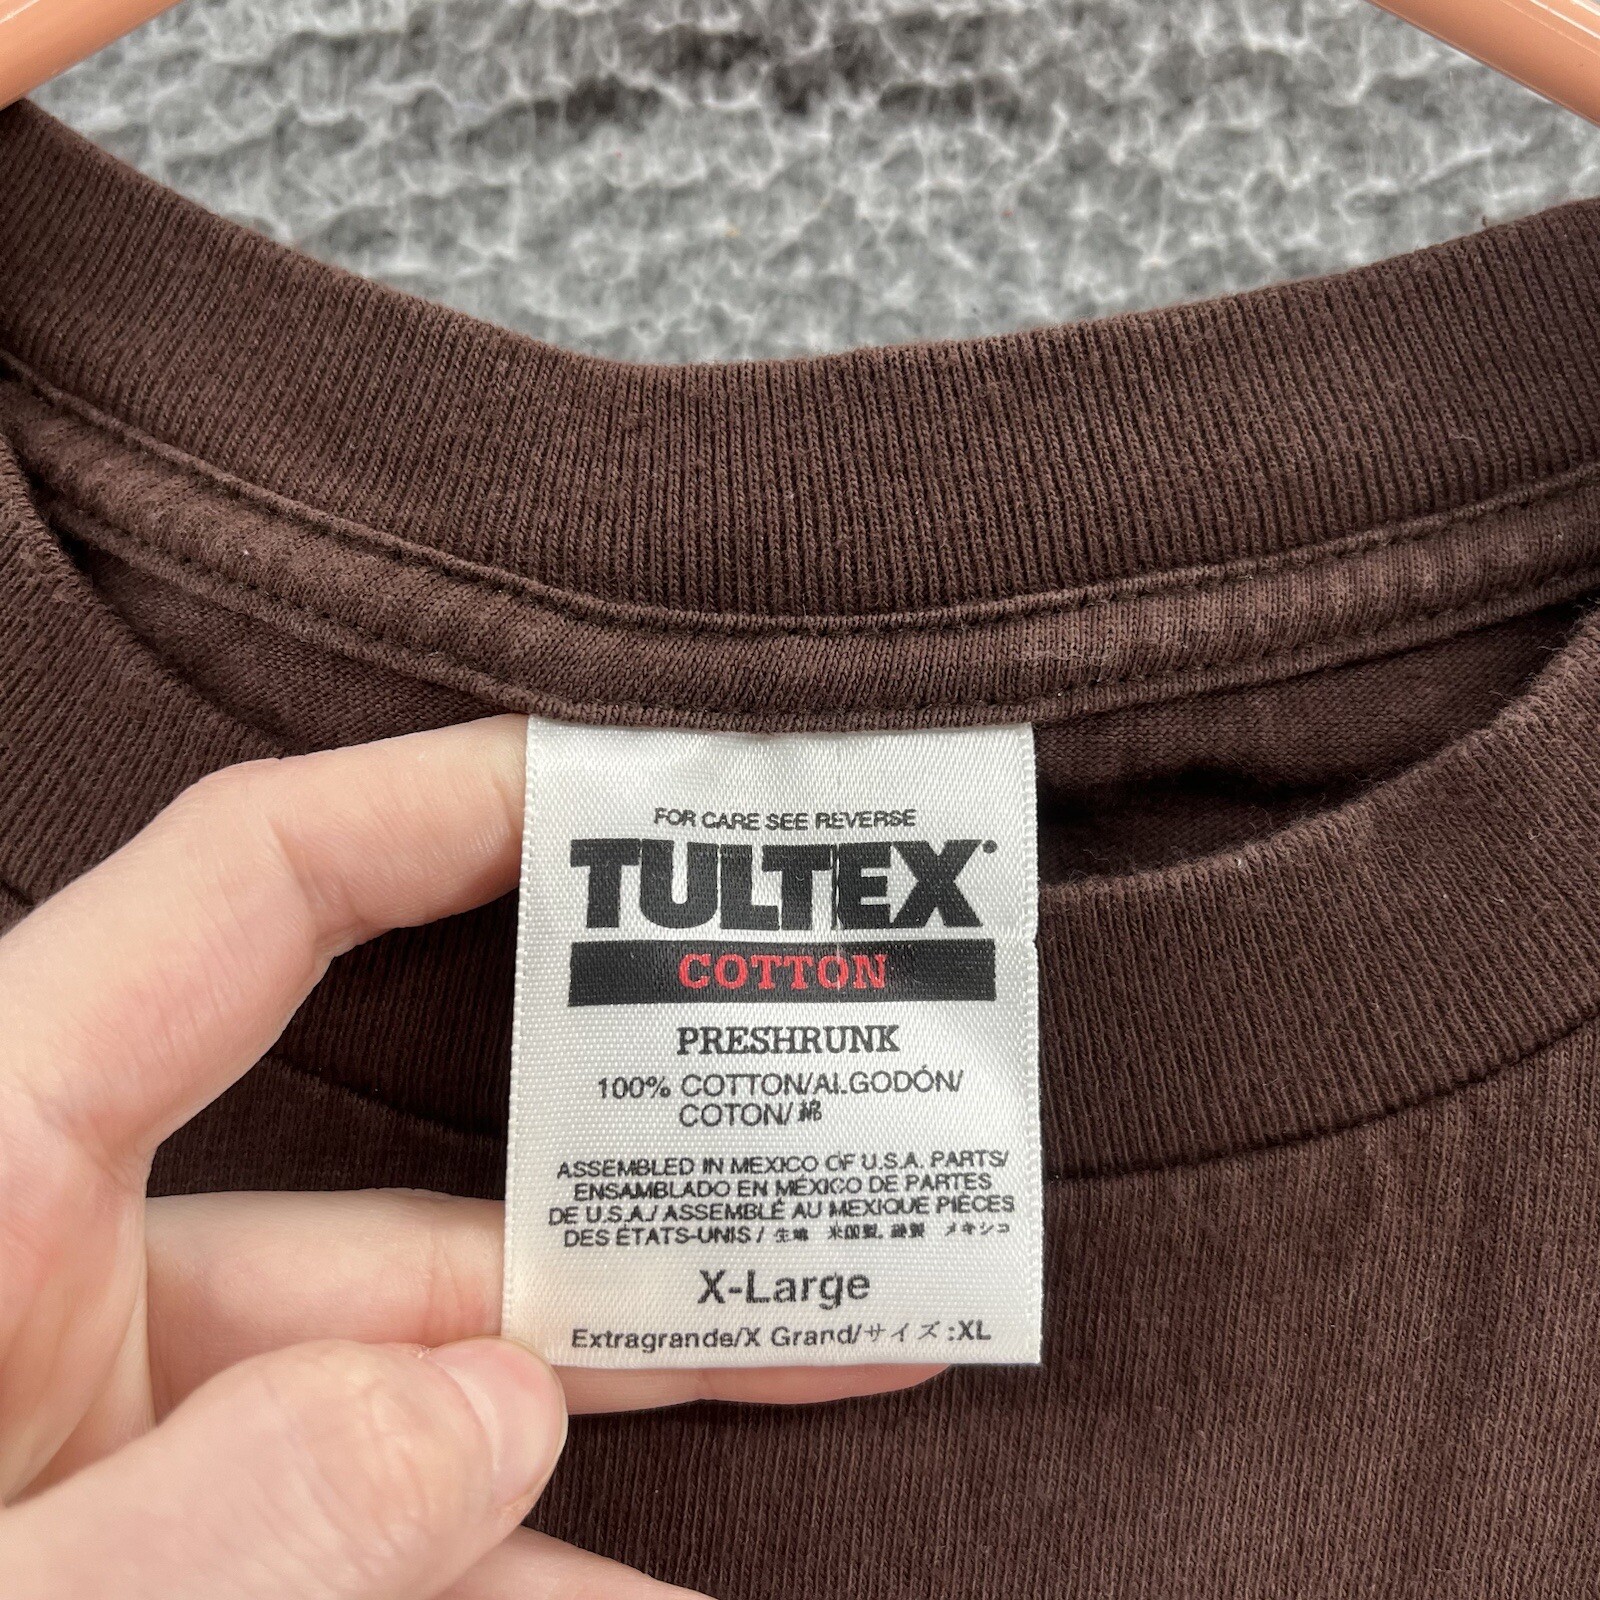 FOR CARE SEE REVERSE
TULTEX
COTTON
PRESHRUNK
100% COTTON/ALGODÓN/
COTON/綿
ASSEMBLED IN MEXICO OF U.S.A. PARTS/
ENSAMBLADO EN MÉXICO DE PARTES
DE U.S.A./ ASSEMBLÉ AU MEXIQUE PIÈCES
DES ÉTATS-UNIS / 生地 米国製, 縫製 メキシコ
X-Large
Extragrande/X Grand/サイズ:XL